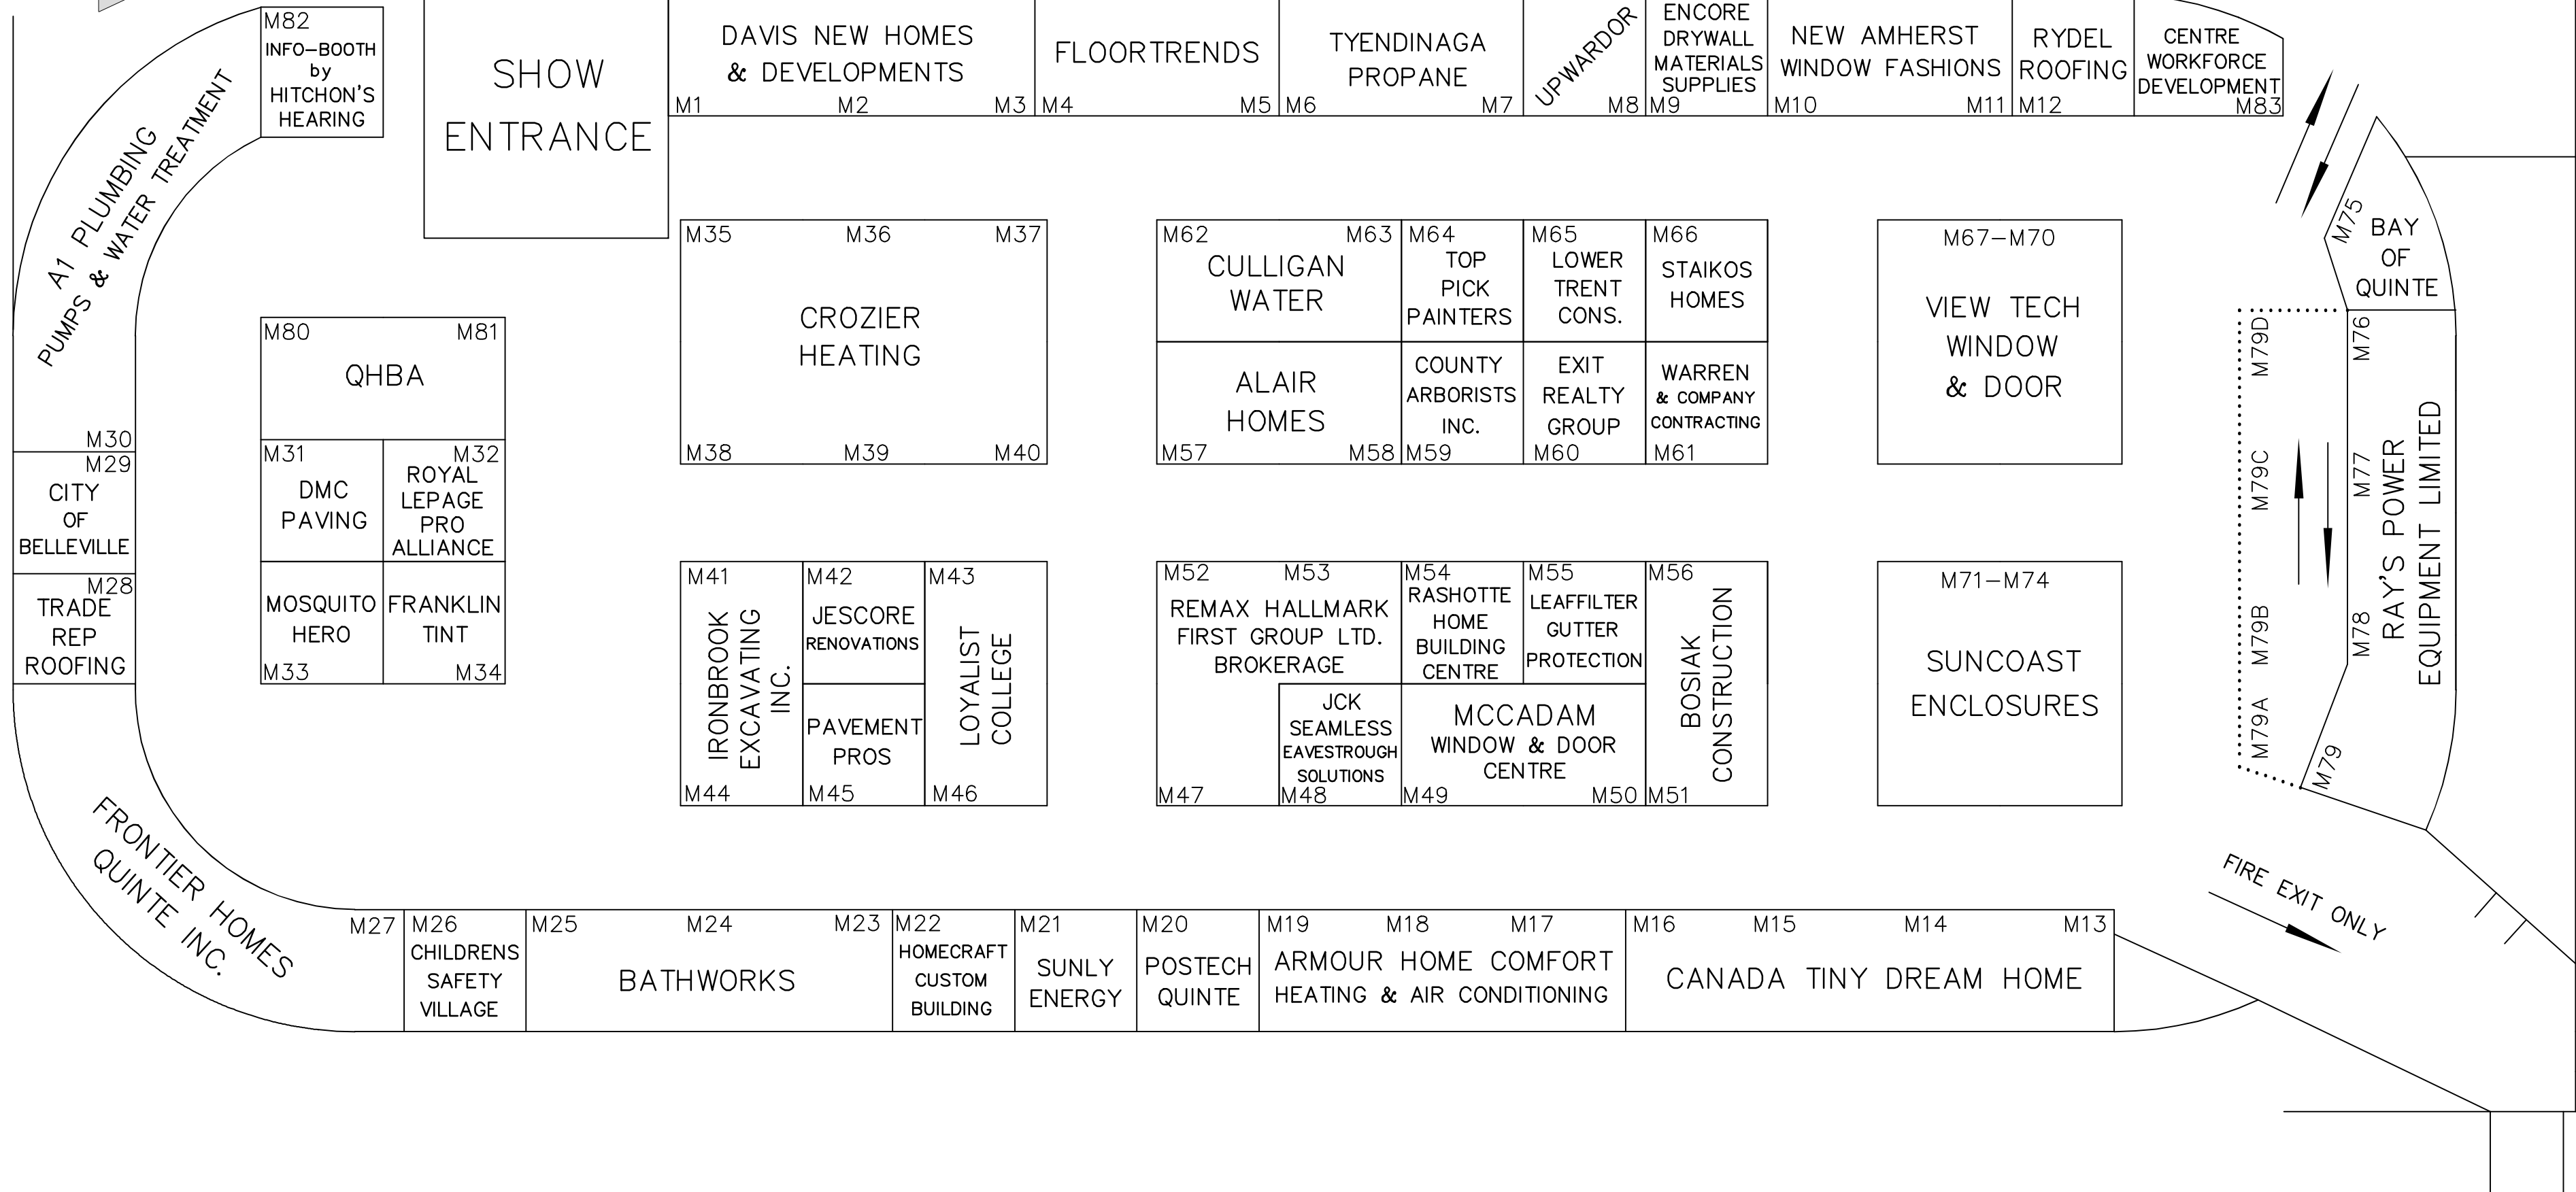 M82
INFO-BOOTH
by
HITCHON'S
HEARING
SHOW
ENTRANCE
DAVIS NEW HOMES
& DEVELOPMENTS
M1 M2 M3
FLOORTRENDS
M4 M5
TYENDINAGA
PROPANE
M6 M7
UPWARDOR
M8
ENCORE
DRYWALL
MATERIALS
SUPPLIES
M9
NEW AMHERST
WINDOW FASHIONS
M10 M11
RYDEL
ROOFING
M12
CENTRE
WORKFORCE
DEVELOPMENT
M83
A1 PLUMBING
PUMPS & WATER TREATMENT
M30
M29
CITY
OF
BELLEVILLE
M28
TRADE
REP
ROOFING
M80 M81
QHBA
M31
DMC
PAVING
M32
ROYAL
LEPAGE
PRO
ALLIANCE
MOSQUITO
HERO
M33
FRANKLIN
TINT
M34
M35 M36 M37
CROZIER
HEATING
M38 M39 M40
M62 M63
CULLIGAN
WATER
M64
TOP
PICK
PAINTERS
M65
LOWER
TRENT
CONS.
M66
STAIKOS
HOMES
ALAIR
HOMES
M57 M58
COUNTY
ARBORISTS
INC.
M59
EXIT
REALTY
GROUP
M60
WARREN
& COMPANY
CONTRACTING
M61
M67-M70
VIEW TECH
WINDOW
& DOOR
M75
BAY
OF
QUINTE
M79D
M79C
M79B
M79A
M76
M77
M78
M79
RAY'S POWER
EQUIPMENT LIMITED
M41
IRONBROOK
EXCAVATING
INC.
M44
M42
JESCORE
RENOVATIONS
PAVEMENT
PROS
M45
M43
LOYALIST
COLLEGE
M46
M52 M53
REMAX HALLMARK
FIRST GROUP LTD.
BROKERAGE
M47
M54
RASHOTTE
HOME
BUILDING
CENTRE
M55
LEAFFILTER
GUTTER
PROTECTION
JCK
SEAMLESS
EAVESTROUGH
SOLUTIONS
M48
MCCADAM
WINDOW & DOOR
CENTRE
M49 M50
M56
BOSIAK
CONSTRUCTION
M51
M71-M74
SUNCOAST
ENCLOSURES
FIRE EXIT ONLY
FRONTIER HOMES
QUINTE INC.
M27
M26
CHILDRENS
SAFETY
VILLAGE
M25 M24 M23
BATHWORKS
M22
HOMECRAFT
CUSTOM
BUILDING
M21
SUNLY
ENERGY
M20
POSTECH
QUINTE
M19 M18 M17
ARMOUR HOME COMFORT
HEATING & AIR CONDITIONING
M16 M15 M14 M13
CANADA TINY DREAM HOME